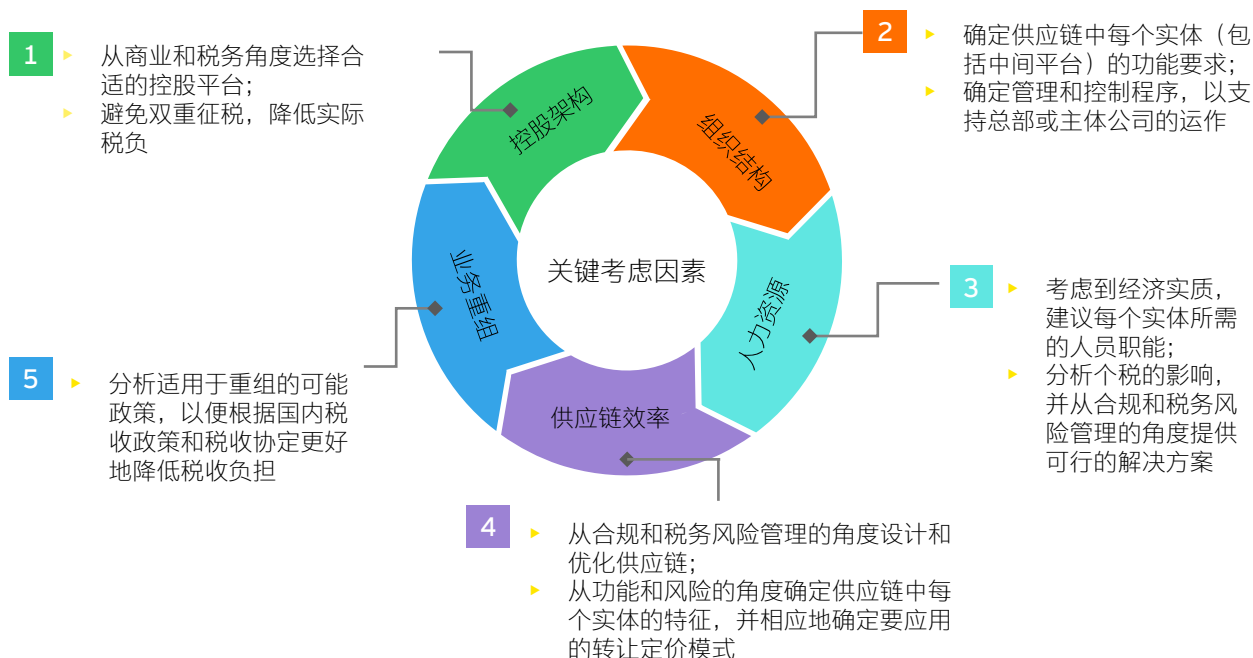 1
从商业和税务角度选择合
适的控股平台；
避免双重征税，降低实际
税负
2
确定供应链中每个实体（包
括中间平台）的功能要求；
确定管理和控制程序，以支
持总部或主体公司的运作
控股架构
组织结构
关键考虑因素
业务重组
人力资源
供应链效率
3
考虑到经济实质，
建议每个实体所需
的人员职能；
分析个税的影响，
并从合规和税务风
险管理的角度提供
可行的解决方案
5
分析适用于重组的可能
政策，以便根据国内税
收政策和税收协定更好
地降低税收负担
4
从合规和税务风险管理的角度设计和
优化供应链；
从功能和风险的角度确定供应链中每
个实体的特征，并相应地确定要应用
的转让定价模式